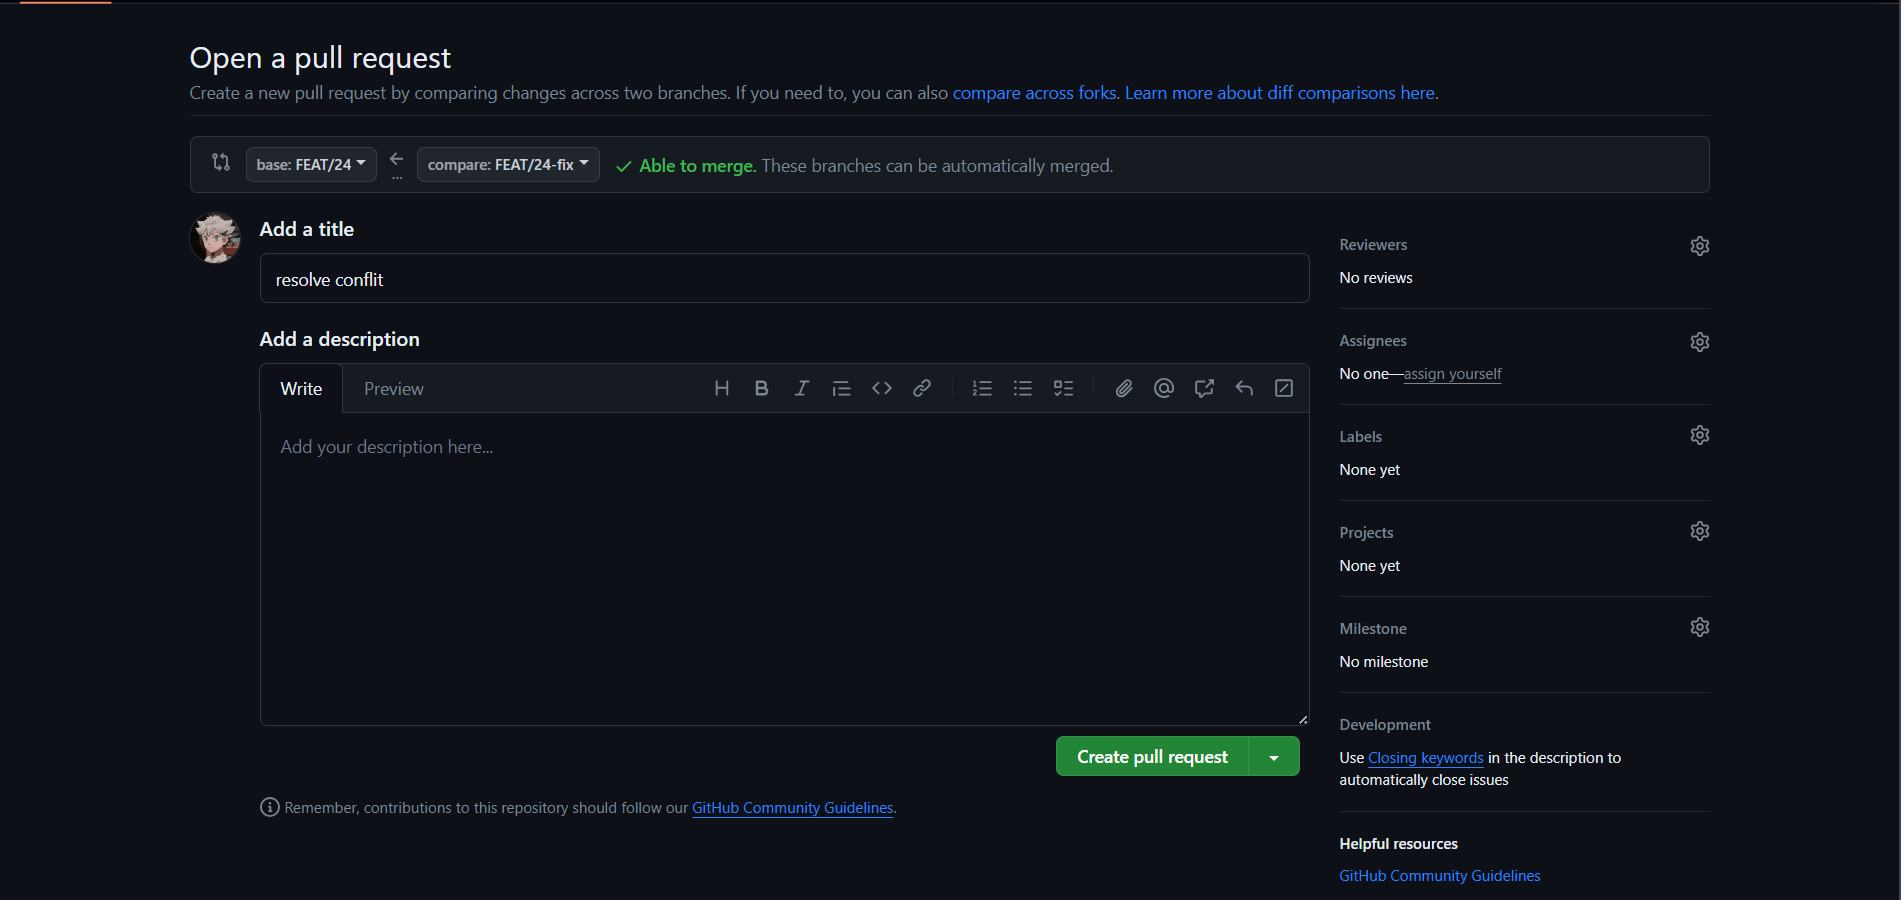 Open a pull request
Create a new pull request by comparing changes across two branches. If you need to, you can also compare across forks. Learn more about diff comparisons here.
base: FEAT/24
...
compare: FEAT/24-fix
Able to merge. These branches can be automatically merged.
Add a title
resolve conflit
Add a description
Write
Preview
Add your description here...
Create pull request
Remember, contributions to this repository should follow our GitHub Community Guidelines.
Reviewers
No reviews
Assignees
No one—assign yourself
Labels
None yet
Projects
None yet
Milestone
No milestone
Development
Use Closing keywords in the description to
automatically close issues
Helpful resources
GitHub Community Guidelines